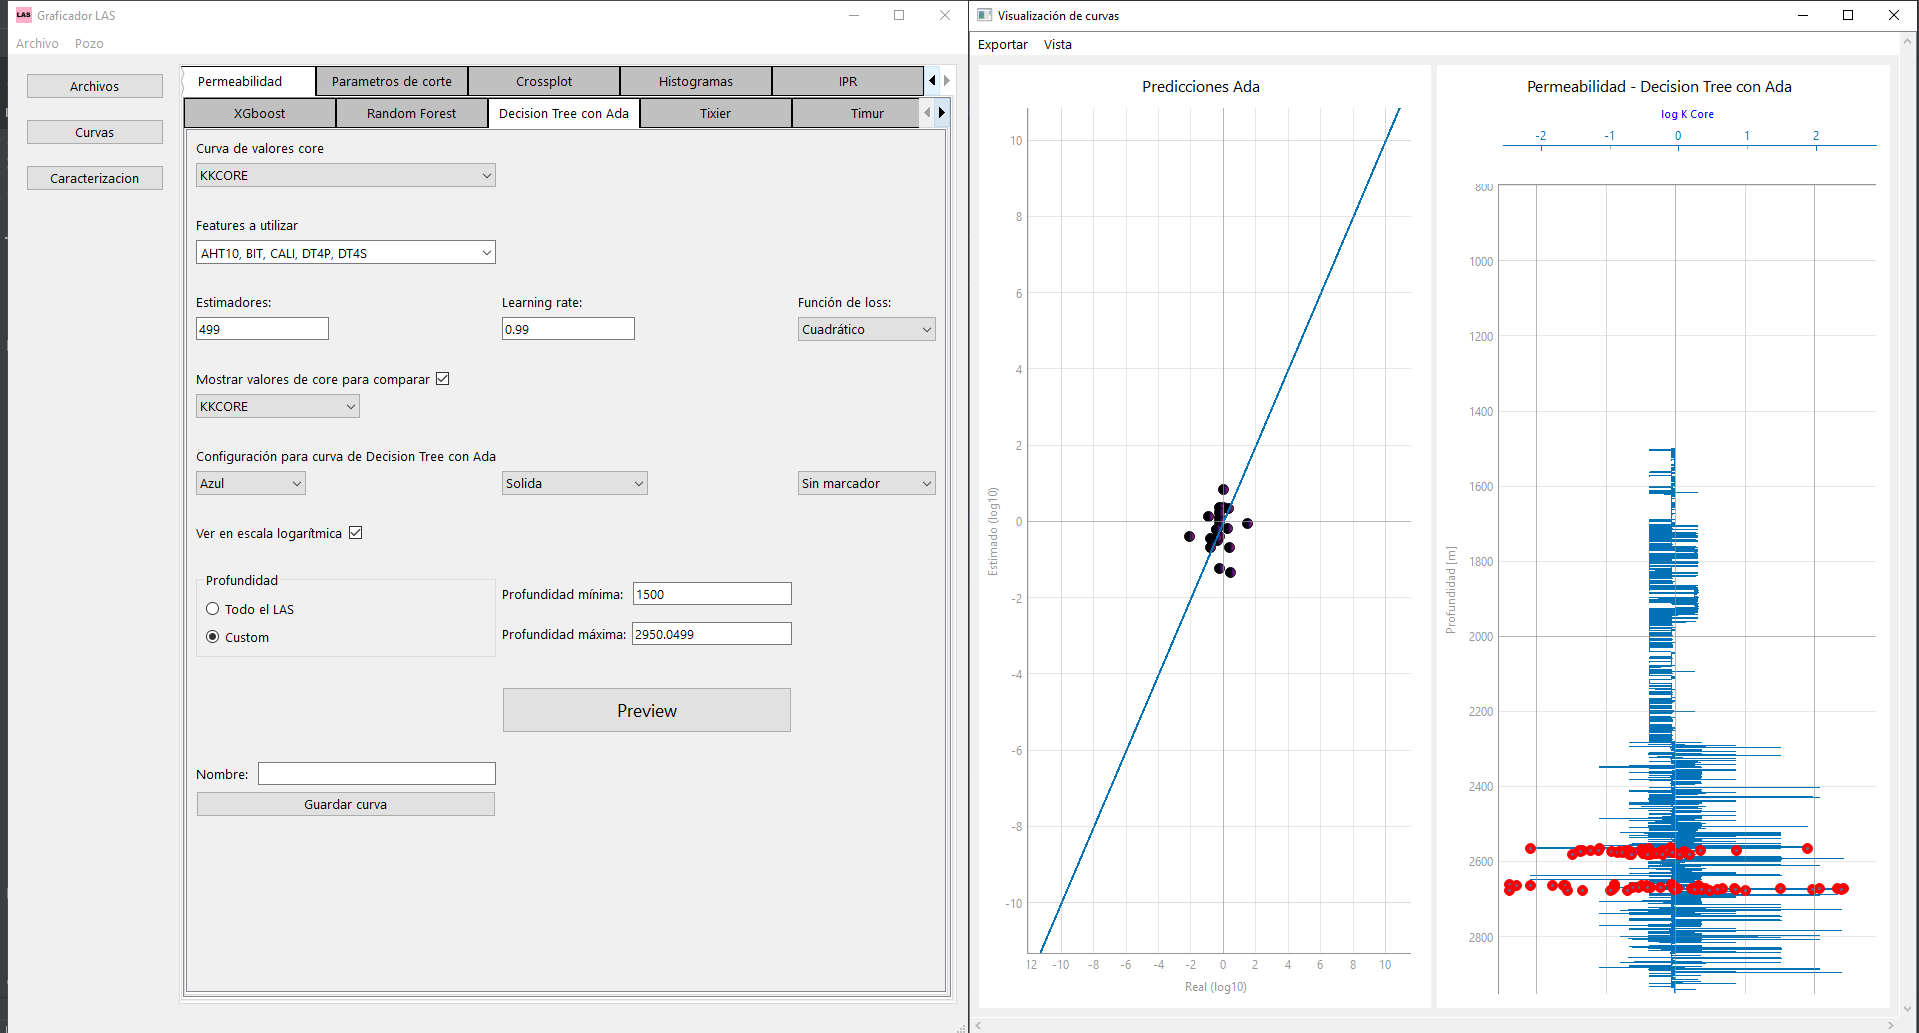 LAS Graficador LAS
Archivo Pozo
Archivos
Curvas
Caracterizacion
Permeabilidad Parametros de corte Crossplot Histogramas IPR
XGboost Random Forest Decision Tree con Ada Tixier Timur
Curva de valores core
KKCORE
Features a utilizar
AHT10, BIT, CALI, DT4P, DT4S
Estimadores: Learning rate: Función de loss:
499 0.99 Cuadrático
Mostrar valores de core para comparar
KKCORE
Configuración para curva de Decision Tree con Ada
Azul Solida Sin marcador
Ver en escala logarítmica
Profundidad
Todo el LAS
Custom
Profundidad mínima: 1500
Profundidad máxima: 2950.0499
Preview
Nombre:
Guardar curva
Visualización de curvas
Exportar Vista
Predicciones Ada
10
8
6
4
2
0
-2
-4
-6
-8
-10
Estimado (log10)
12 -10 -8 -6 -4 -2 0 2 4 6 8 10
Real (log10)
Permeabilidad - Decision Tree con Ada
log K Core
-2 -1 0 1 2
800
1000
1200
1400
1600
1800
2000
2200
2400
2600
2800
Profundidad [m]